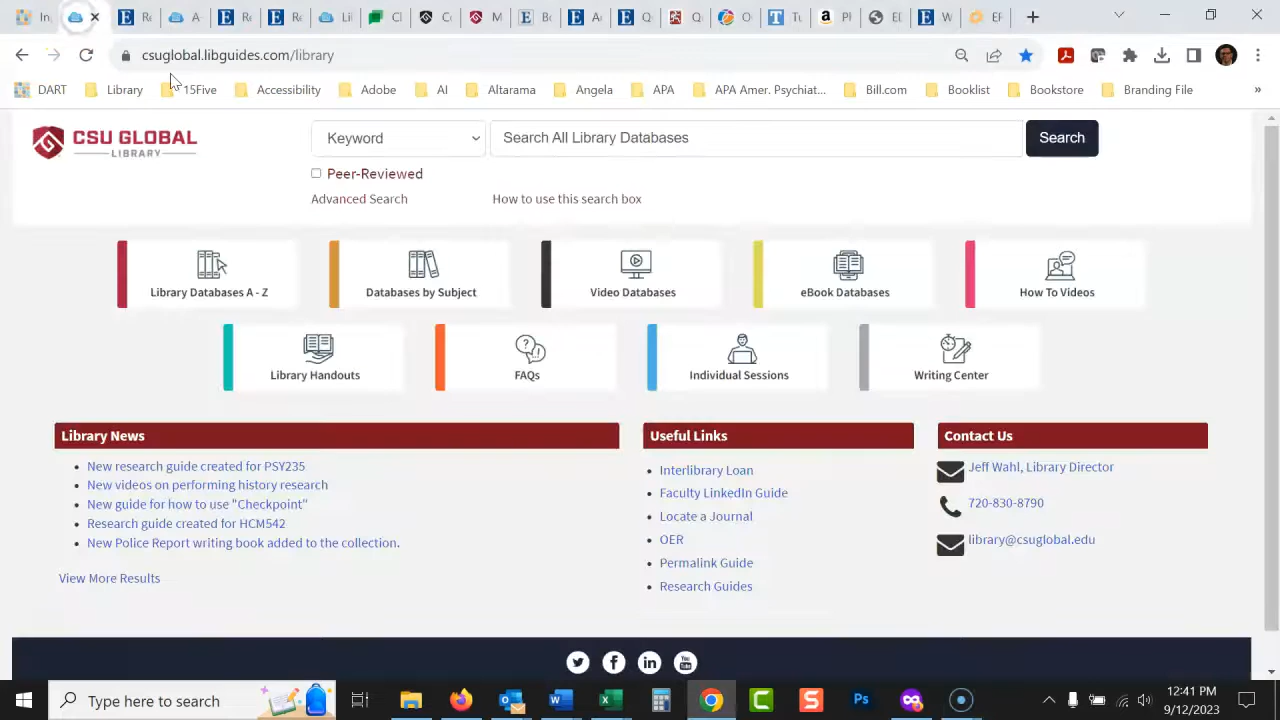 csuglobal.libguides.com/library
DART Library 15Five Accessibility Adobe AI Altarama Angela APA APA Amer. Psychiat... Bill.com Booklist Bookstore Branding File »
CSU GLOBAL
LIBRARY
Keyword Search All Library Databases Search
Peer-Reviewed
Advanced Search How to use this search box
Library Databases A - Z Databases by Subject Video Databases eBook Databases How To Videos
Library Handouts FAQs Individual Sessions Writing Center
Library News
New research guide created for PSY235
New videos on performing history research
New guide for how to use "Checkpoint"
Research guide created for HCM542
New Police Report writing book added to the collection.
View More Results
Useful Links
Interlibrary Loan
Faculty LinkedIn Guide
Locate a Journal
OER
Permalink Guide
Research Guides
Contact Us
Jeff Wahl, Library Director
720-830-8790
library@csuglobal.edu
Type here to search
12:41 PM
9/12/2023